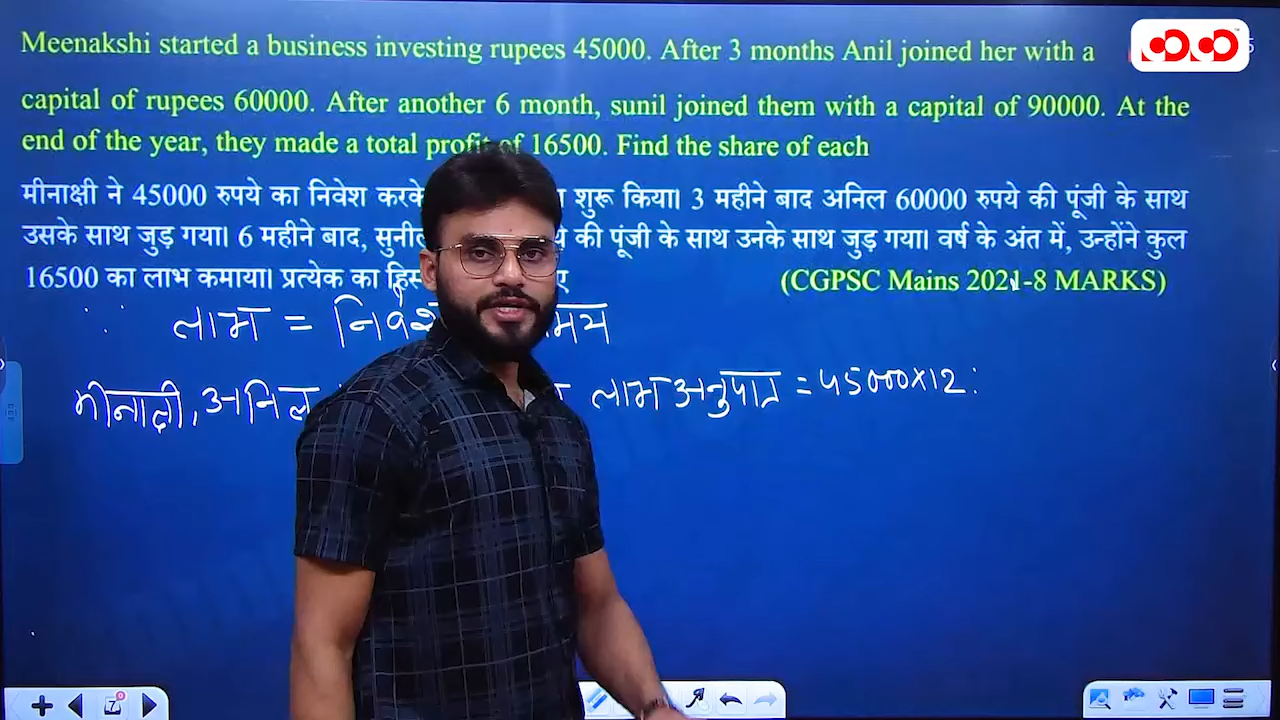 Meenakshi started a business investing rupees 45000. After 3 months Anil joined her with a
capital of rupees 60000. After another 6 month, sunil joined them with a capital of 90000. At the
end of the year, they made a total profit of 16500. Find the share of each
मीनाक्षी ने 45000 रुपये का निवेश करके शुरू किया। 3 महीने बाद अनिल 60000 रुपये की पूंजी के साथ
उसके साथ जुड़ गया। 6 महीने बाद, की पूंजी के साथ उनके साथ जुड़ गया। वर्ष के अंत में, उन्होंने कुल
16500 का लाभ कमाया। प्रत्येक का
(CGPSC Mains 2021-8 MARKS)
∵ लाभ =
मीनाक्षी, अनिल लाभ अनुपात = 45000×12 :